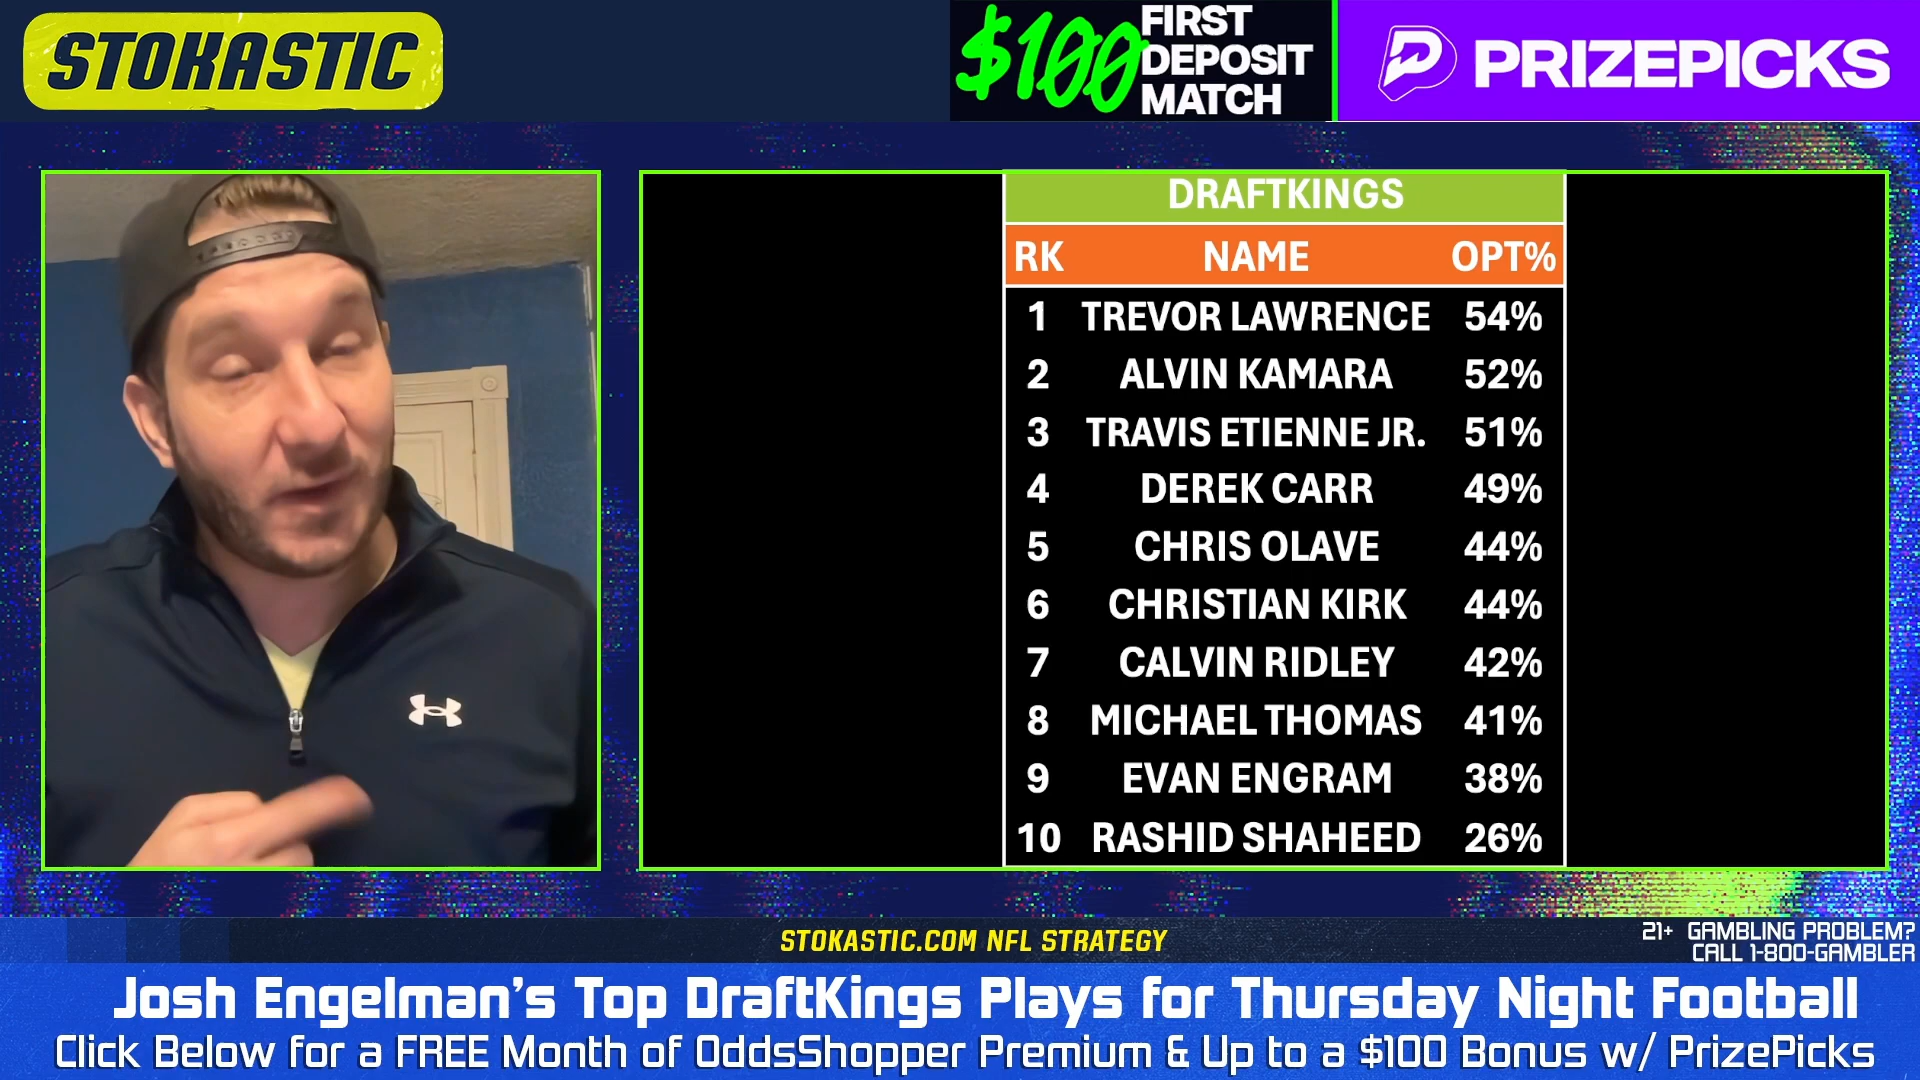 STOKASTIC
$100
FIRST
DEPOSIT
MATCH
PRIZEPICKS
DRAFTKINGS
RK NAME OPT%
1 TREVOR LAWRENCE 54%
2 ALVIN KAMARA 52%
3 TRAVIS ETIENNE JR. 51%
4 DEREK CARR 49%
5 CHRIS OLAVE 44%
6 CHRISTIAN KIRK 44%
7 CALVIN RIDLEY 42%
8 MICHAEL THOMAS 41%
9 EVAN ENGRAM 38%
10 RASHID SHAHEED 26%
STOKASTIC.COM NFL STRATEGY
21+ GAMBLING PROBLEM?
CALL 1-800-GAMBLER
Josh Engelman's Top DraftKings Plays for Thursday Night Football
Click Below for a FREE Month of OddsShopper Premium & Up to a $100 Bonus w/ PrizePicks